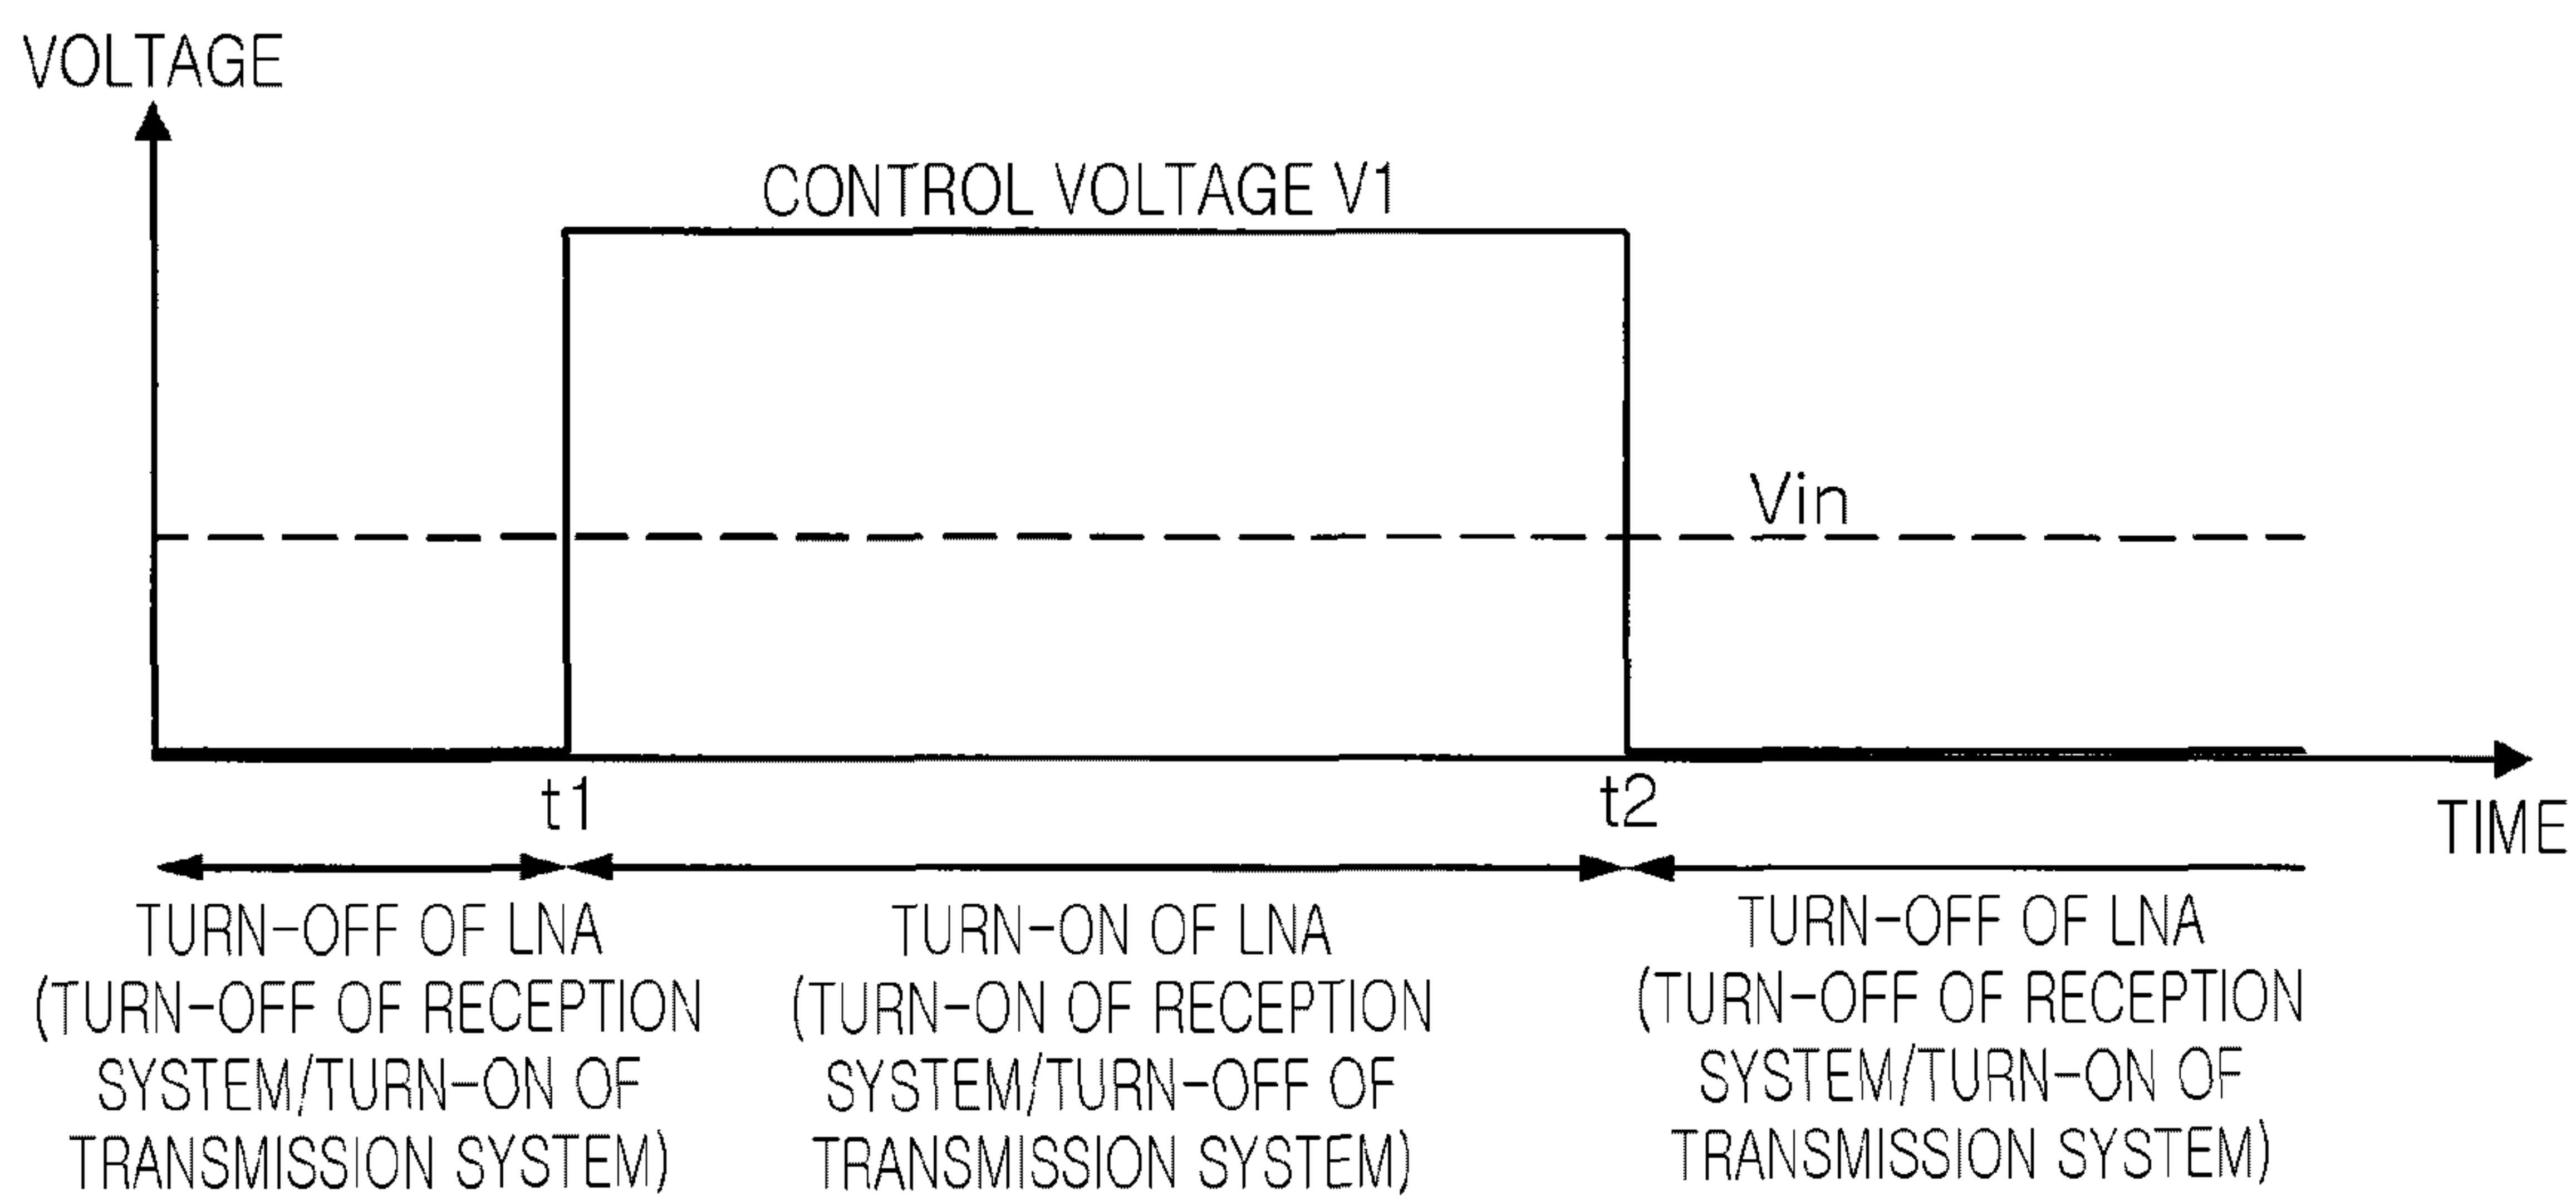 VOLTAGE
CONTROL VOLTAGE V1
Vin
t1
t2
TIME
TURN-OFF OF LNA
(TURN-OFF OF RECEPTION
SYSTEM/TURN-ON OF
TRANSMISSION SYSTEM)
TURN-ON OF LNA
(TURN-ON OF RECEPTION
SYSTEM/TURN-OFF OF
TRANSMISSION SYSTEM)
TURN-OFF OF LNA
(TURN-OFF OF RECEPTION
SYSTEM/TURN-ON OF
TRANSMISSION SYSTEM)